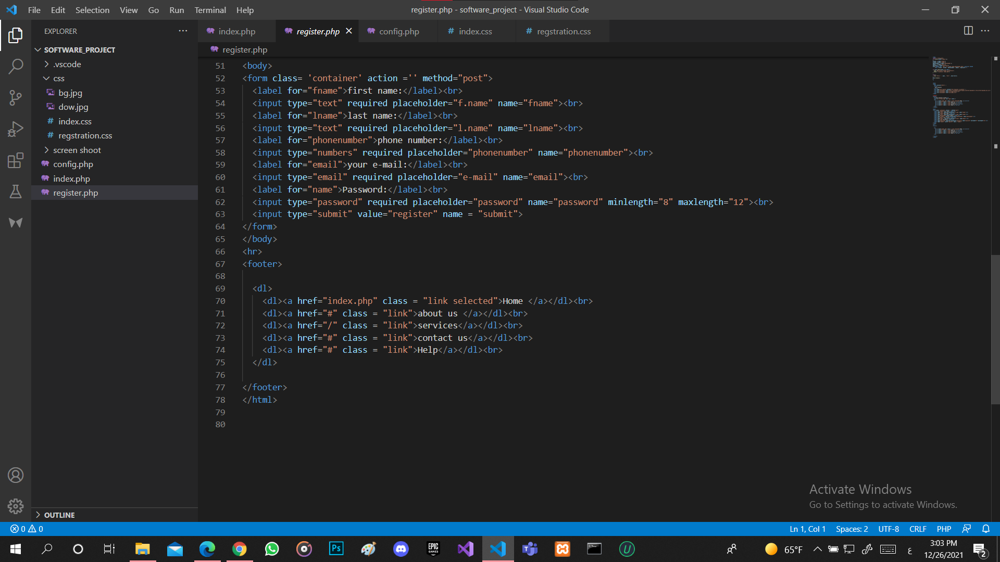 File Edit Selection View Go Run Terminal Help
register.php - software_project - Visual Studio Code
EXPLORER
index.php register.php config.php index.css regstration.css
SOFTWARE_PROJECT
register.php
.vscode
css
bg.jpg
dow.jpg
index.css
regstration.css
screen shoot
config.php
index.php
register.php
51 <body>
52 <form class= 'container' action ='' method="post">
53 <label for="fname">first name:</label><br>
54 <input type="text" required placeholder="f.name" name="fname"><br>
55 <label for="lname">last name:</label><br>
56 <input type="text" required placeholder="l.name" name="lname"><br>
57 <label for="phonenumber">phone number:</label><br>
58 <input type="numbers" required placeholder="phonenumber" name="phonenumber"><br>
59 <label for="email">your e-mail:</label><br>
60 <input type="email" required placeholder="e-mail" name="email"><br>
61 <label for="name">Password:</label><br>
62 <input type="password" required placeholder="password" name="password" minlength="8" maxlength="12"><br>
63 <input type="submit" value="register" name = "submit">
64 </form>
65 </body>
66 <hr>
67 <footer>
68
69 <dl>
70 <dl><a href="index.php" class = "link selected">Home </a></dl><br>
71 <dl><a href="#" class = "link">about us </a></dl><br>
72 <dl><a href="/" class = "link">services</a></dl><br>
73 <dl><a href="#" class = "link">contact us</a></dl><br>
74 <dl><a href="#" class = "link">Help</a></dl><br>
75 </dl>
76
77 </footer>
78 </html>
79
80
Activate Windows
Go to Settings to activate Windows.
OUTLINE
0 0
Ln 1, Col 1 Spaces: 2 UTF-8 CRLF PHP
Ps
EPIC GAMES
65°F
ع
3:03 PM
12/26/2021
2